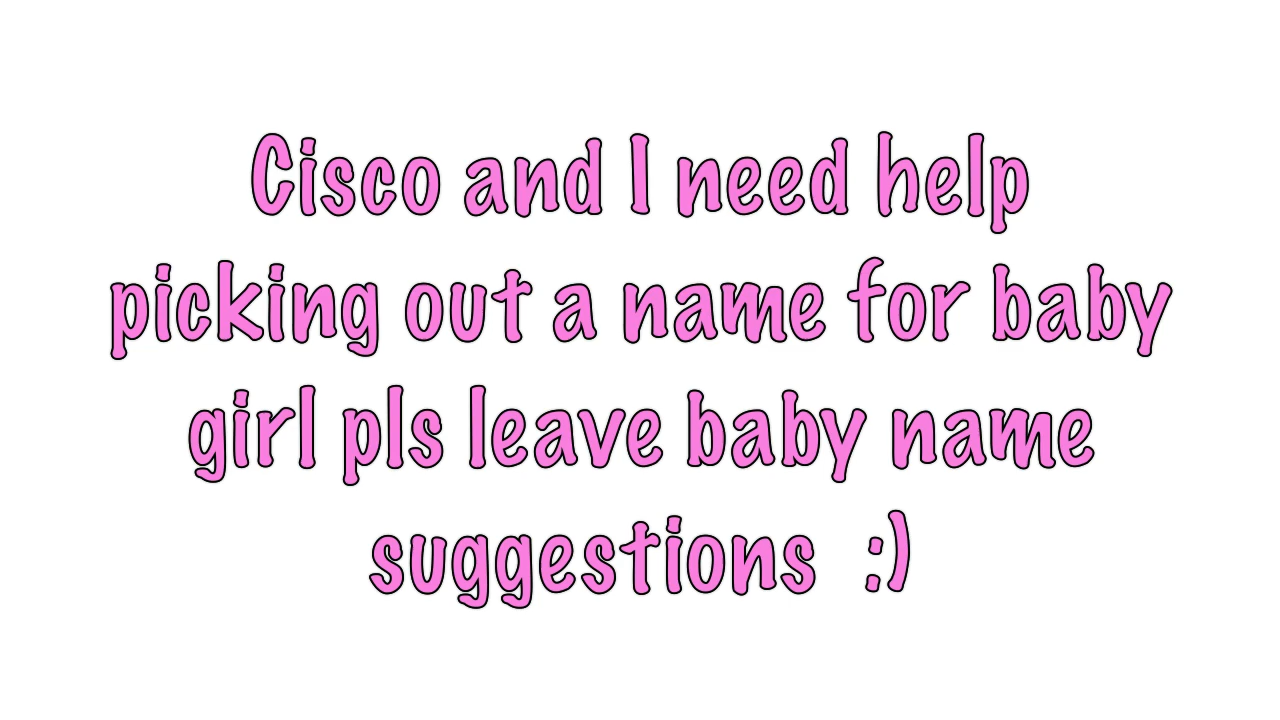 Cisco and I need help
picking out a name for baby
girl pls leave baby name
suggestions  :)